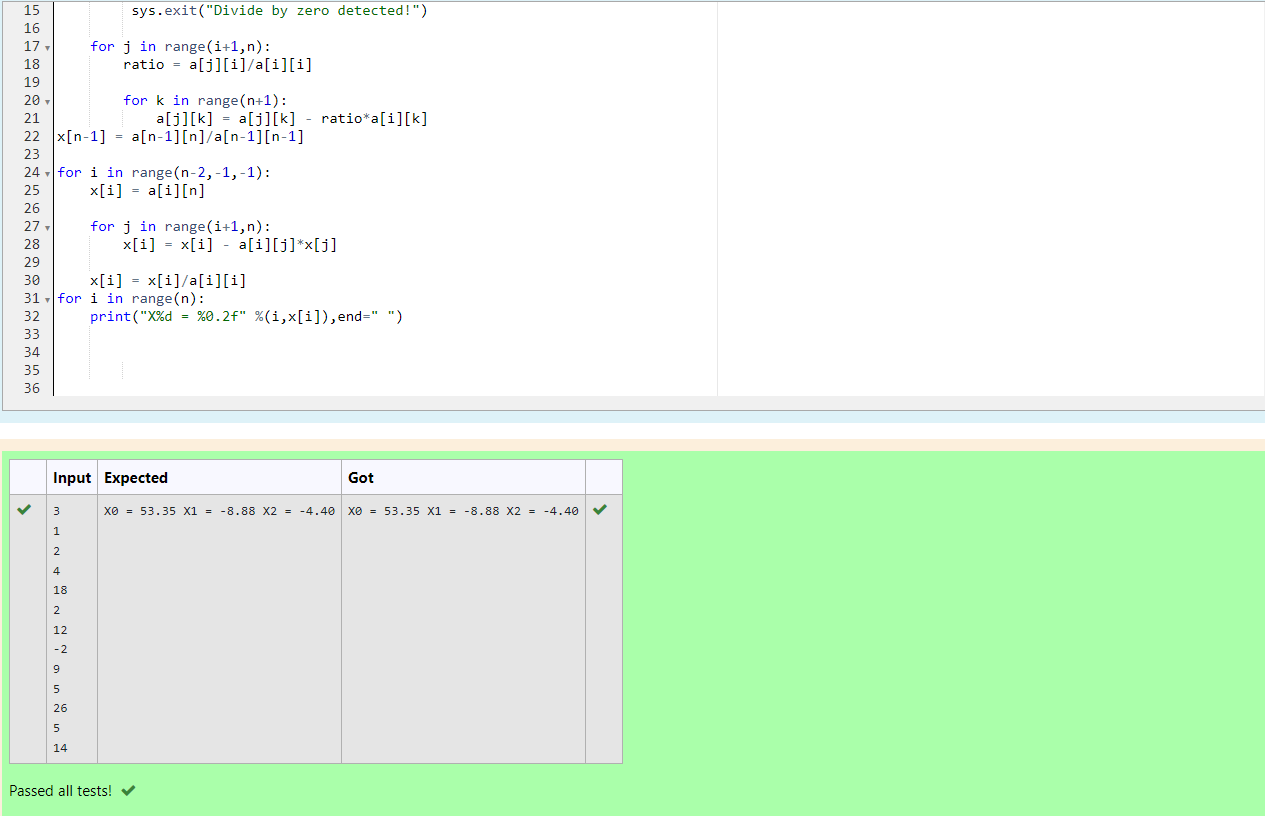 15 sys.exit("Divide by zero detected!")
16
17 for j in range(i+1,n):
18 ratio = a[j][i]/a[i][i]
19
20 for k in range(n+1):
21 a[j][k] = a[j][k] - ratio*a[i][k]
22 x[n-1] = a[n-1][n]/a[n-1][n-1]
23
24 for i in range(n-2,-1,-1):
25 x[i] = a[i][n]
26
27 for j in range(i+1,n):
28 x[i] = x[i] - a[i][j]*x[j]
29
30 x[i] = x[i]/a[i][i]
31 for i in range(n):
32 print("X%d = %0.2f" %(i,x[i]),end=" ")
33
34
35
36
Input Expected Got
3 X0 = 53.35 X1 = -8.88 X2 = -4.40 X0 = 53.35 X1 = -8.88 X2 = -4.40
1
2
4
18
2
12
-2
9
5
26
5
14
Passed all tests!